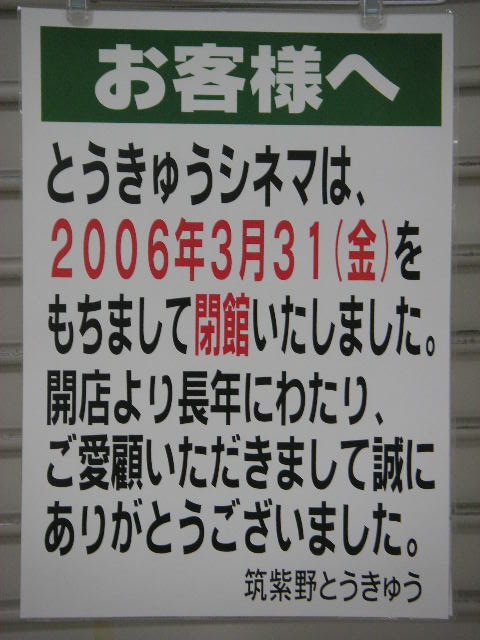 お客様へ
とうきゅうシネマは、
２００６年３月３１(金)を
もちまして閉館いたしました。
開店より長年にわたり、
ご愛顧いただきまして誠に
ありがとうございました。
筑紫野とうきゅう